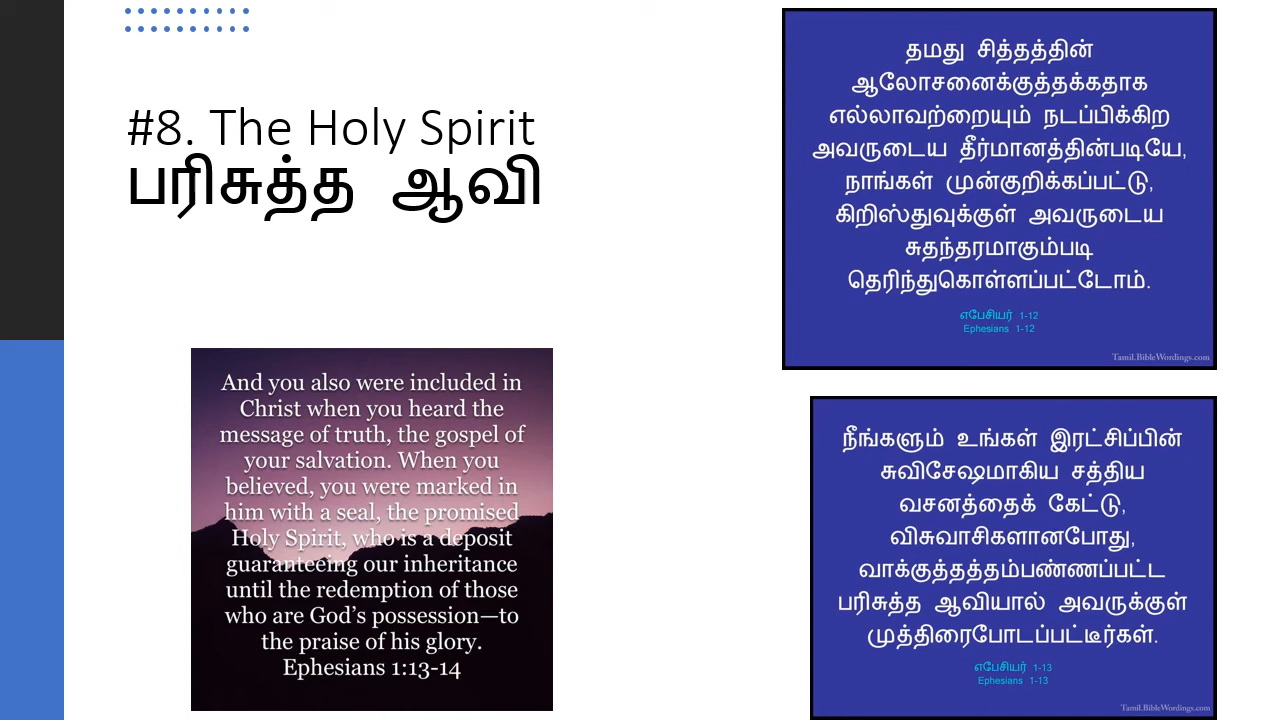 #8. The Holy Spirit
பரிசுத்த ஆவி
And you also were included in
Christ when you heard the
message of truth, the gospel of
your salvation. When you
believed, you were marked in
him with a seal, the promised
Holy Spirit, who is a deposit
guaranteeing our inheritance
until the redemption of those
who are God’s possession—to
the praise of his glory.
Ephesians 1:13-14
தமது சித்தத்தின்
ஆலோசனைக்குத்தக்கதாக
எல்லாவற்றையும் நடப்பிக்கிற
அவருடைய தீர்மானத்தின்படியே,
நாங்கள் முன்குறிக்கப்பட்டு,
கிறிஸ்துவுக்குள் அவருடைய
சுதந்தரமாகும்படி
தெரிந்துகொள்ளப்பட்டோம்.
எபேசியர் 1-12
Ephesians 1-12
Tamil.BibleWordings.com
நீங்களும் உங்கள் இரட்சிப்பின்
சுவிசேஷமாகிய சத்திய
வசனத்தைக் கேட்டு,
விசுவாசிகளானபோது,
வாக்குத்தத்தம்பண்ணப்பட்ட
பரிசுத்த ஆவியால் அவருக்குள்
முத்திரைபோடப்பட்டீர்கள்.
எபேசியர் 1-13
Ephesians 1-13
Tamil.BibleWordings.com